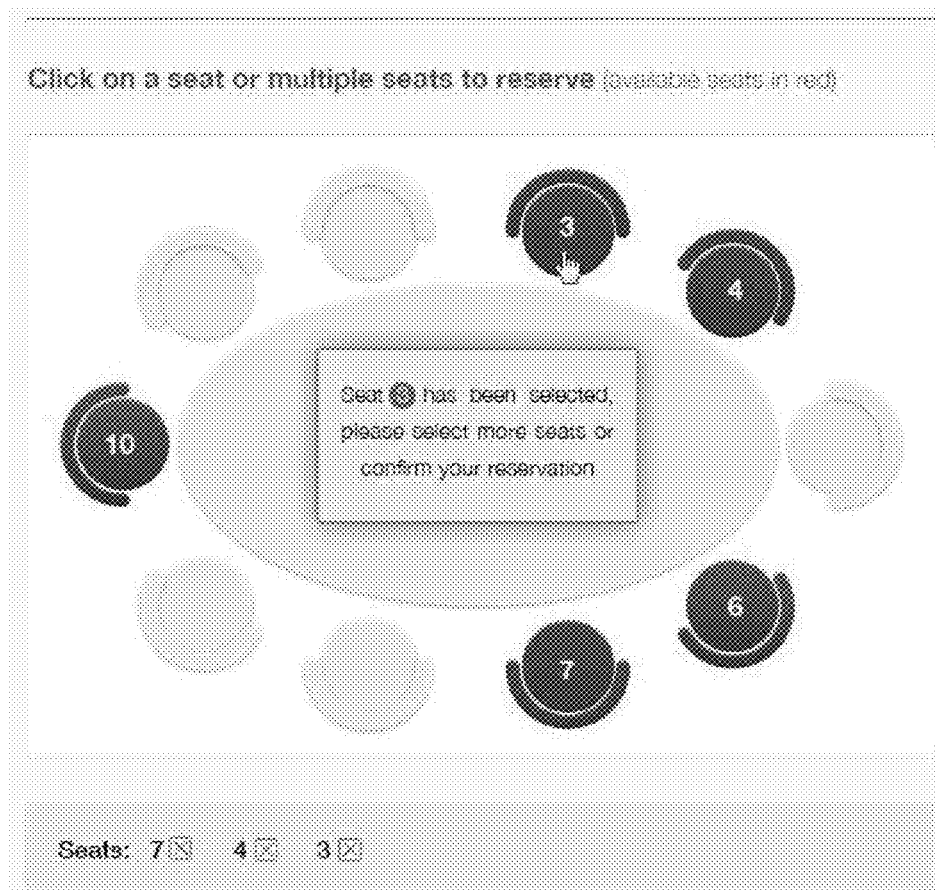 Click on a seat or multiple seats to reserve (available seats in red)
3
4
Seat 3 has been selected,
please select more seats or
confirm your reservation
10
6
7
Seats: 7 4 3